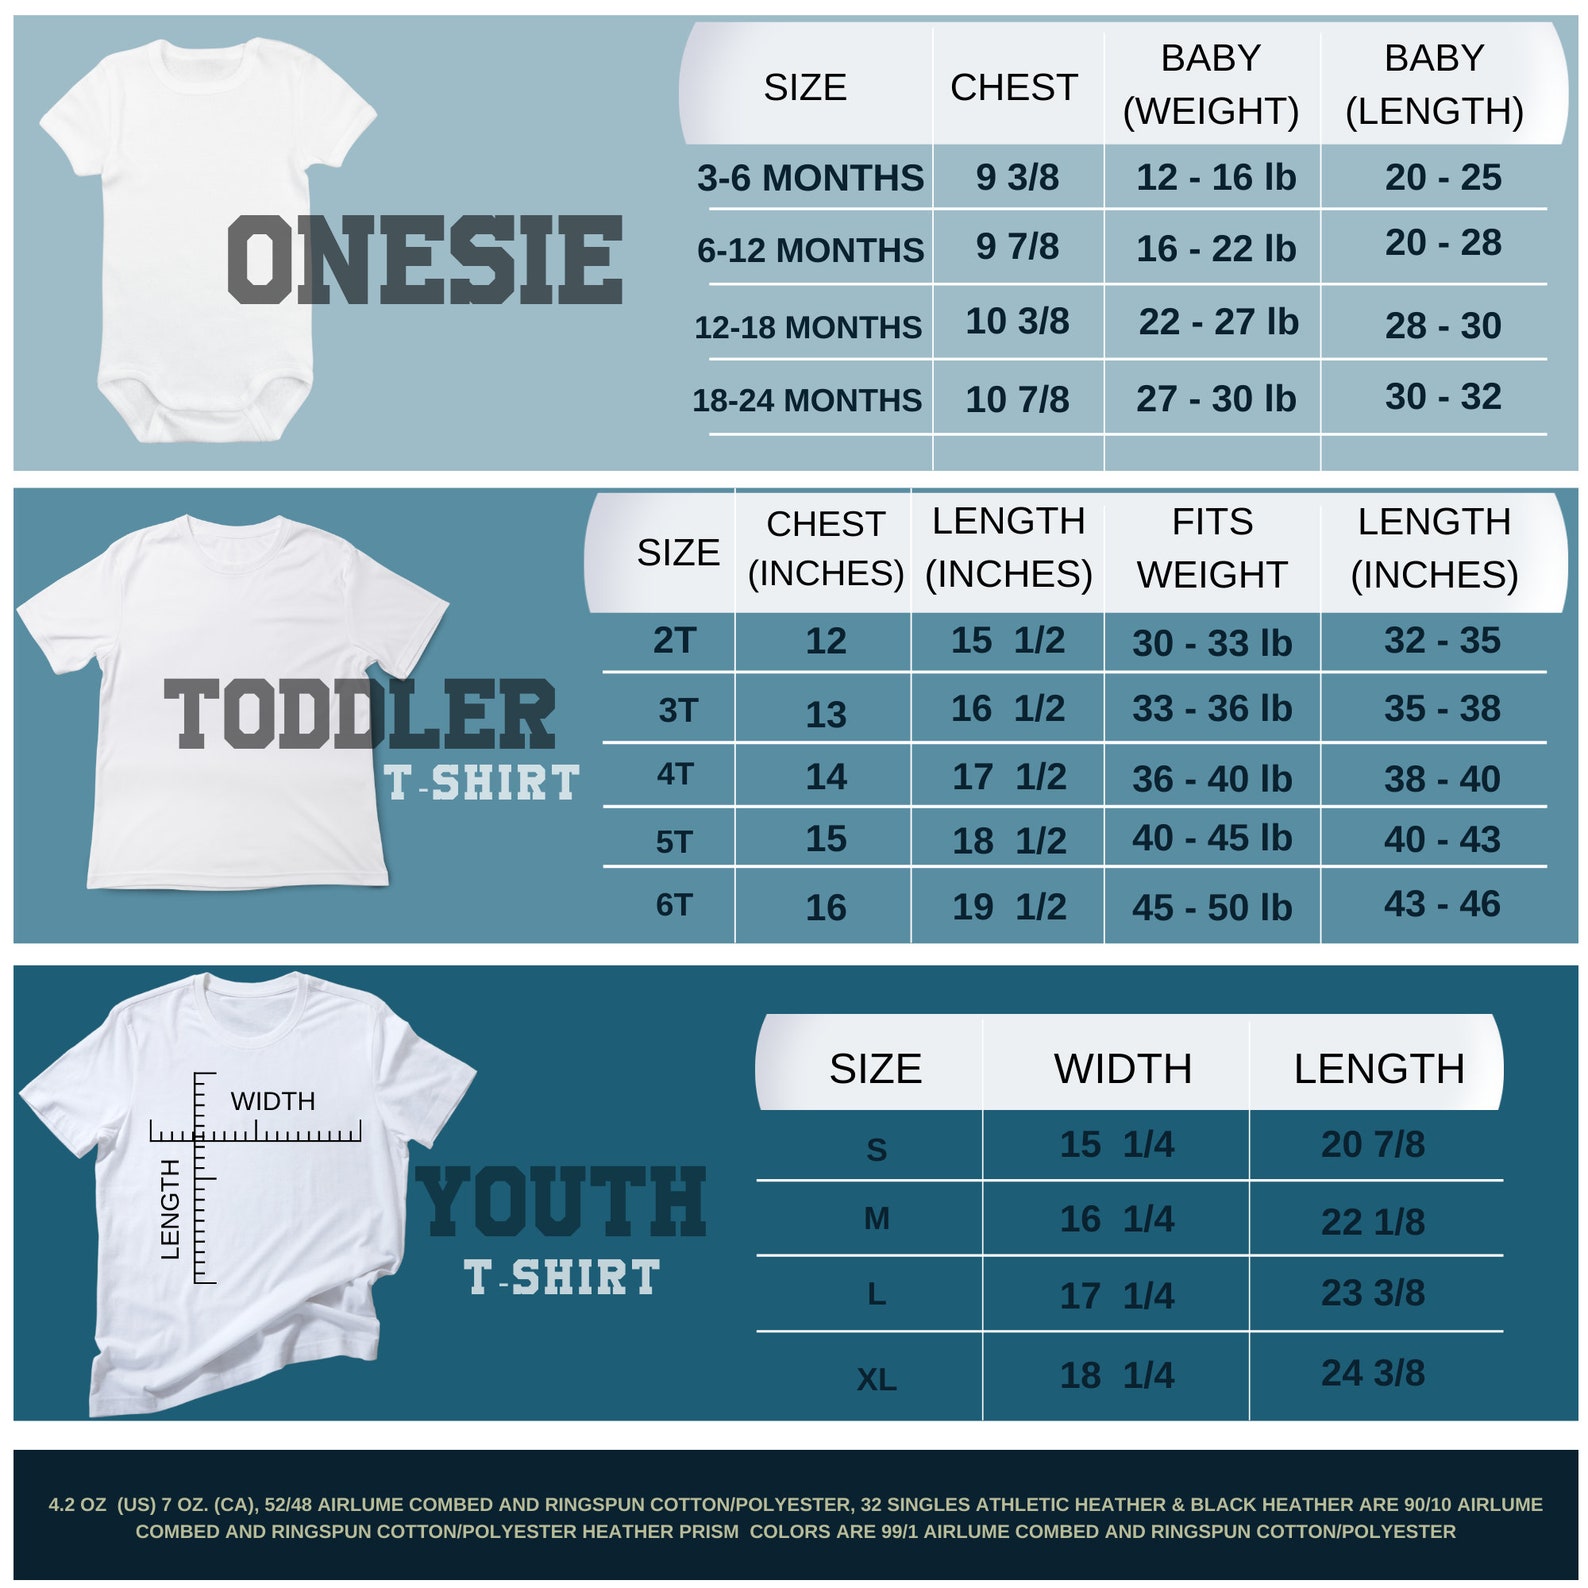 ONESIE
SIZE CHEST BABY (WEIGHT) BABY (LENGTH)
3-6 MONTHS 9 3/8 12 - 16 lb 20 - 25
6-12 MONTHS 9 7/8 16 - 22 lb 20 - 28
12-18 MONTHS 10 3/8 22 - 27 lb 28 - 30
18-24 MONTHS 10 7/8 27 - 30 lb 30 - 32
TODDLER
T-SHIRT
SIZE CHEST (INCHES) LENGTH (INCHES) FITS WEIGHT LENGTH (INCHES)
2T 12 15 1/2 30 - 33 lb 32 - 35
3T 13 16 1/2 33 - 36 lb 35 - 38
4T 14 17 1/2 36 - 40 lb 38 - 40
5T 15 18 1/2 40 - 45 lb 40 - 43
6T 16 19 1/2 45 - 50 lb 43 - 46
WIDTH
LENGTH
YOUTH
T-SHIRT
SIZE WIDTH LENGTH
S 15 1/4 20 7/8
M 16 1/4 22 1/8
L 17 1/4 23 3/8
XL 18 1/4 24 3/8
4.2 OZ (US) 7 OZ. (CA), 52/48 AIRLUME COMBED AND RINGSPUN COTTON/POLYESTER, 32 SINGLES ATHLETIC HEATHER & BLACK HEATHER ARE 90/10 AIRLUME
COMBED AND RINGSPUN COTTON/POLYESTER HEATHER PRISM COLORS ARE 99/1 AIRLUME COMBED AND RINGSPUN COTTON/POLYESTER